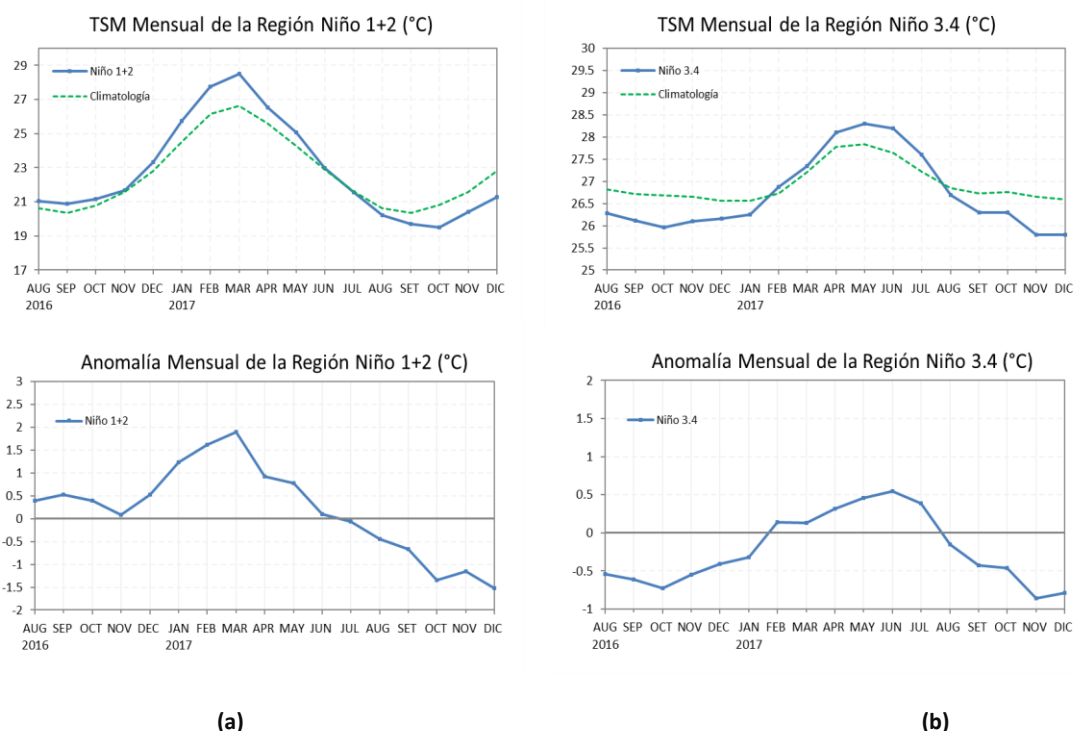 TSM Mensual de la Región Niño 1+2 (°C)
29
27
25
23
21
19
17
Niño 1+2
Climatología
AUG SEP OCT NOV DEC JAN FEB MAR APR MAY JUN JUL AUG SEP OCT NOV DIC
2016 2017
TSM Mensual de la Región Niño 3.4 (°C)
30
29.5
29
28.5
28
27.5
27
26.5
26
25.5
25
Niño 3.4
Climatología
AUG SEP OCT NOV DEC JAN FEB MAR APR MAY JUN JUL AUG SET OCT NOV DIC
2016 2017
Anomalía Mensual de la Región Niño 1+2 (°C)
3
2.5
2
1.5
1
0.5
0
-0.5
-1
-1.5
-2
Niño 1+2
AUG SEP OCT NOV DEC JAN FEB MAR APR MAY JUN JUL AUG SET OCT NOV DIC
2016 2017
Anomalía Mensual de la Región Niño 3.4 (°C)
2
1.5
1
0.5
0
-0.5
-1
Niño 3.4
AUG SEP OCT NOV DEC JAN FEB MAR APR MAY JUN JUL AUG SET OCT NOV DIC
2016 2017
(a)
(b)